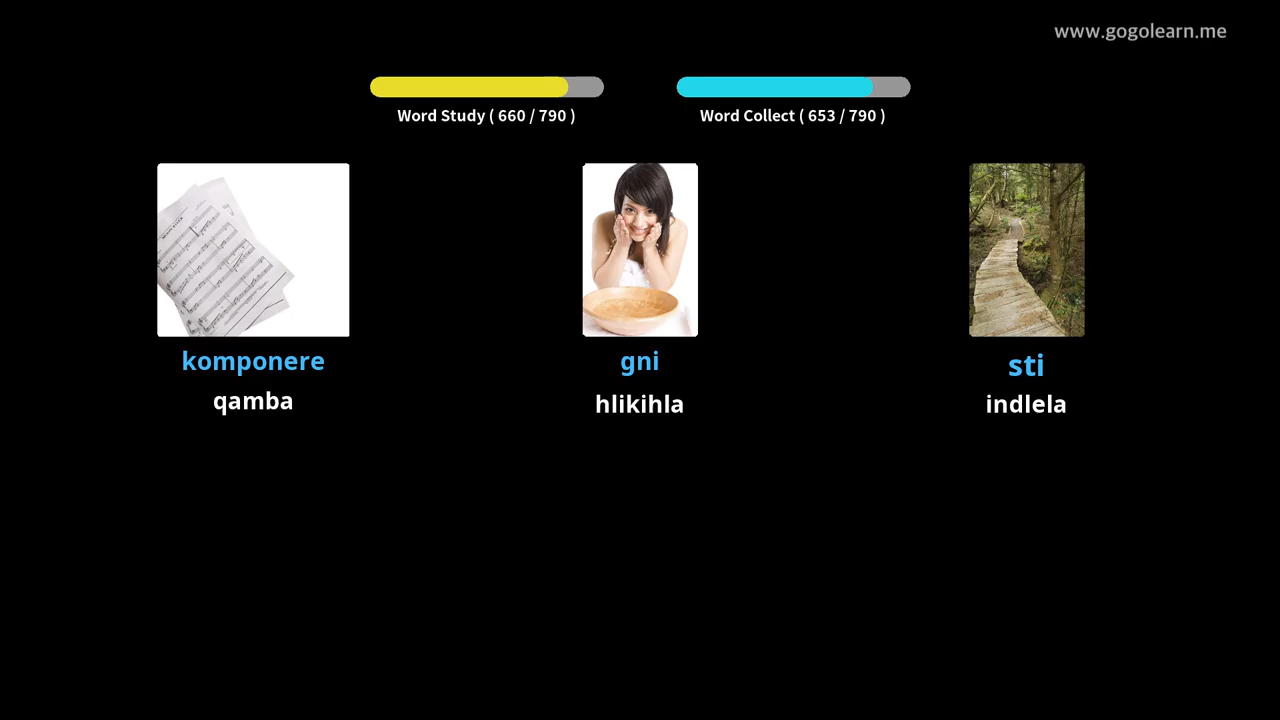 www.gogolearn.me
Word Study ( 660 / 790 )
Word Collect ( 653 / 790 )
komponere
gni
sti
qamba
hlikihla
indlela